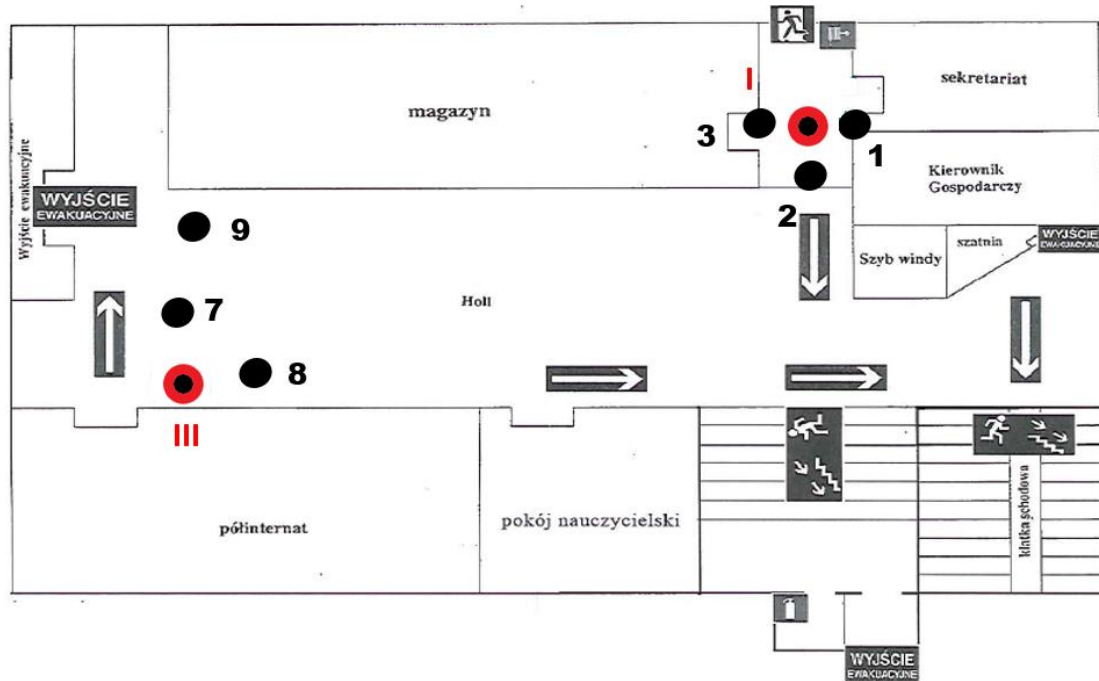 sekretariat
I
magazyn
3
1
Kierownik
Gospodarczy
Wyjście ewakuacyjne
WYJŚCIE
EWAKUACYJNE
9
2
WYJŚCIE
EWAKUACYJNE
szatnia
Szyb windy
7
Holl
8
III
półinternat
pokój nauczycielski
klatka schodowa
WYJŚCIE
EWAKUACYJNE